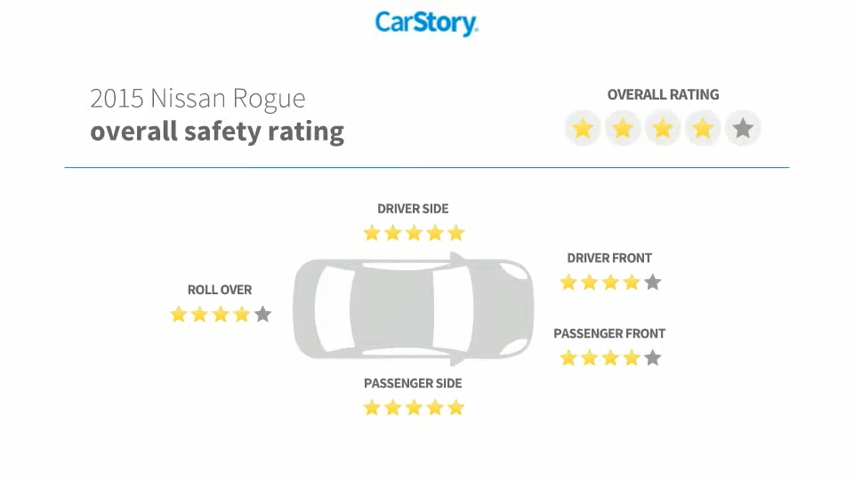 CarStory.
2015 Nissan Rogue
overall safety rating
OVERALL RATING
DRIVER SIDE
DRIVER FRONT
ROLL OVER
PASSENGER FRONT
PASSENGER SIDE